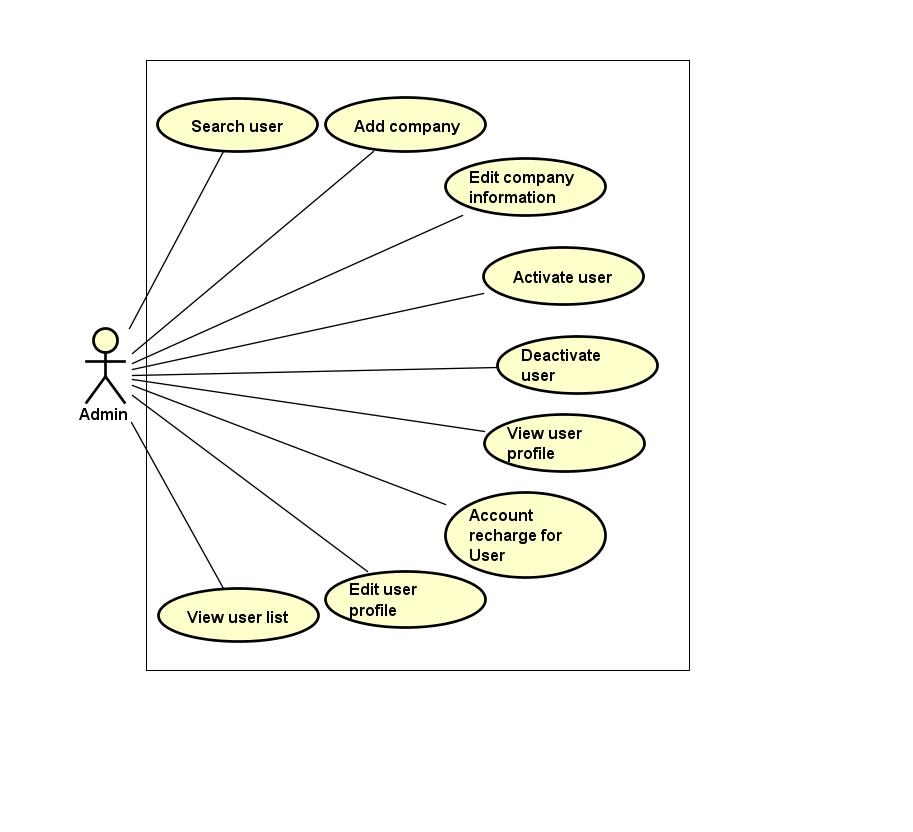 Search user
Add company
Edit company
information
Activate user
Deactivate
user
Admin
View user
profile
Account
recharge for
User
Edit user
profile
View user list